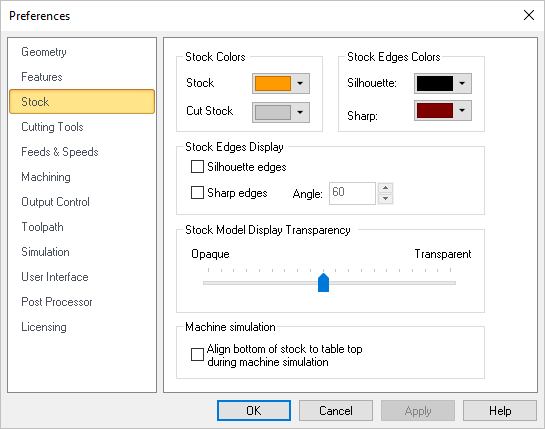 Preferences
Geometry
Features
Stock
Cutting Tools
Feeds & Speeds
Machining
Output Control
Toolpath
Simulation
User Interface
Post Processor
Licensing
Stock Colors
Stock
Cut Stock
Stock Edges Colors
Silhouette:
Sharp:
Stock Edges Display
Silhouette edges
Sharp edges Angle: 60
Stock Model Display Transparency
Opaque Transparent
Machine simulation
Align bottom of stock to table top
during machine simulation
OK Cancel Apply Help